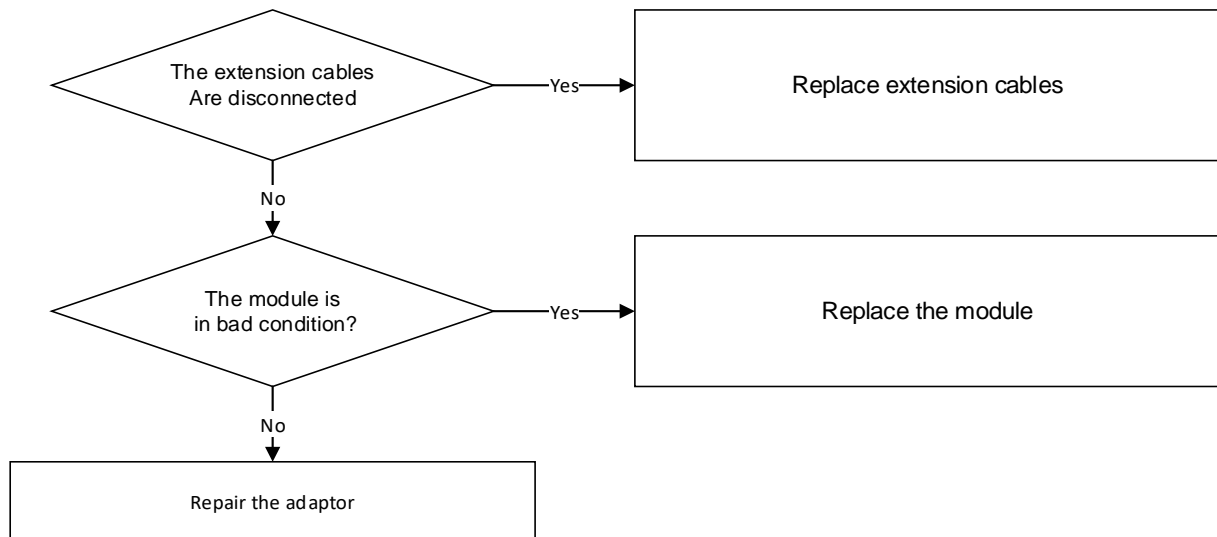 The extension cables
Are disconnected
Yes
Replace extension cables
No
The module is
in bad condition?
Yes
Replace the module
No
Repair the adaptor